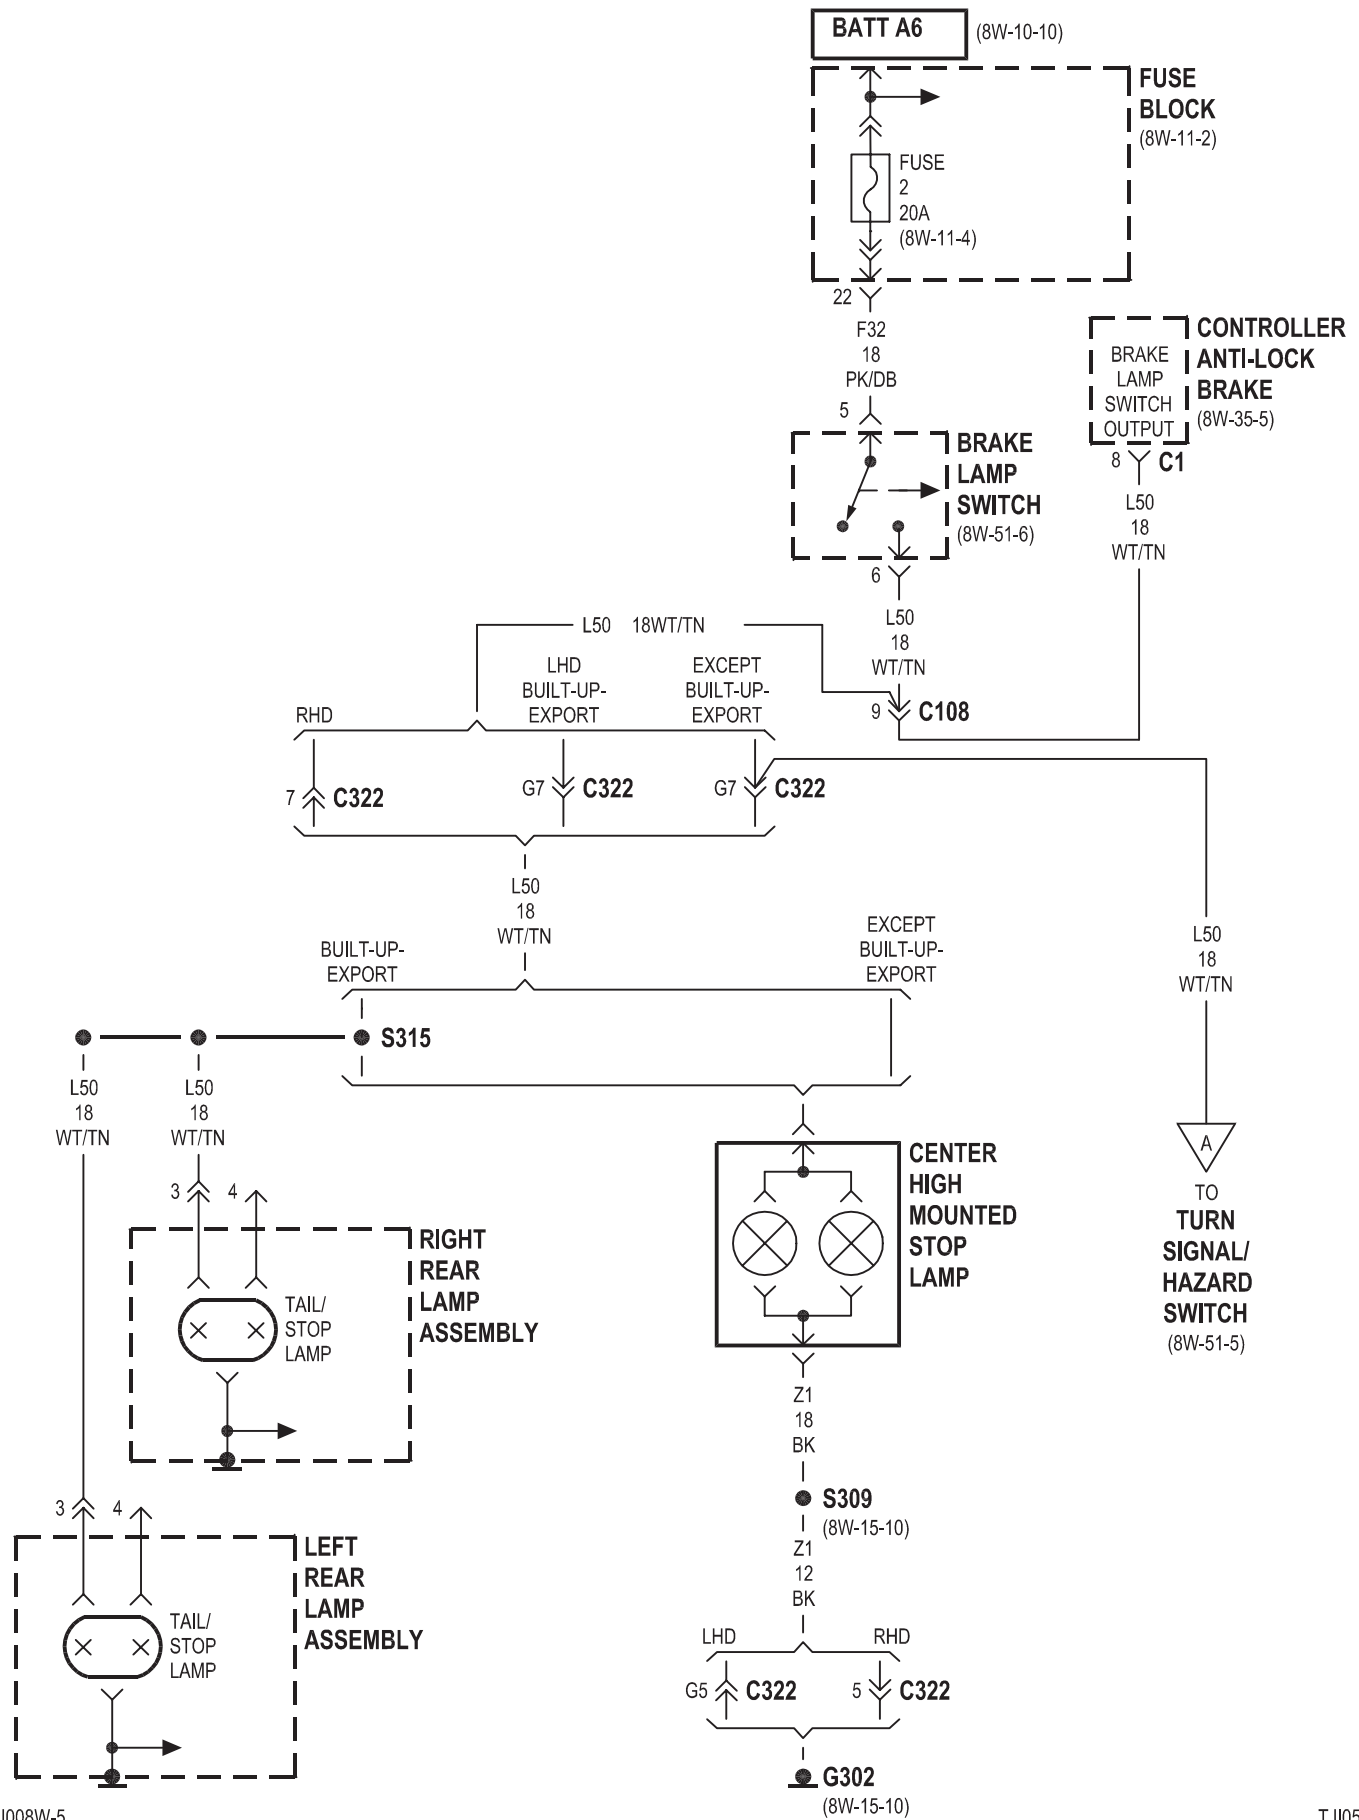 BATT A6 (8W-10-10)
FUSE
BLOCK
(8W-11-2)
FUSE
2
20A
(8W-11-4)
22
F32
18
PK/DB
5
CONTROLLER
ANTI-LOCK
BRAKE
(8W-35-5)
BRAKE
LAMP
SWITCH
OUTPUT
8 C1
L50
18
WT/TN
BRAKE
LAMP
SWITCH
(8W-51-6)
6
L50
18
WT/TN
9 C108
L50 18WT/TN
RHD
LHD
BUILT-UP-
EXPORT
EXCEPT
BUILT-UP-
EXPORT
7 C322
G7 C322
G7 C322
L50
18
WT/TN
BUILT-UP-
EXPORT
EXCEPT
BUILT-UP-
EXPORT
L50
18
WT/TN
S315
L50
18
WT/TN
L50
18
WT/TN
A
TO
TURN
SIGNAL/
HAZARD
SWITCH
(8W-51-5)
CENTER
HIGH
MOUNTED
STOP
LAMP
3 4
RIGHT
REAR
LAMP
ASSEMBLY
TAIL/
STOP
LAMP
Z1
18
BK
S309
(8W-15-10)
Z1
12
BK
3 4
LEFT
REAR
LAMP
ASSEMBLY
TAIL/
STOP
LAMP
LHD
RHD
G5 C322
5 C322
G302
(8W-15-10)
J008W-5
TJI05